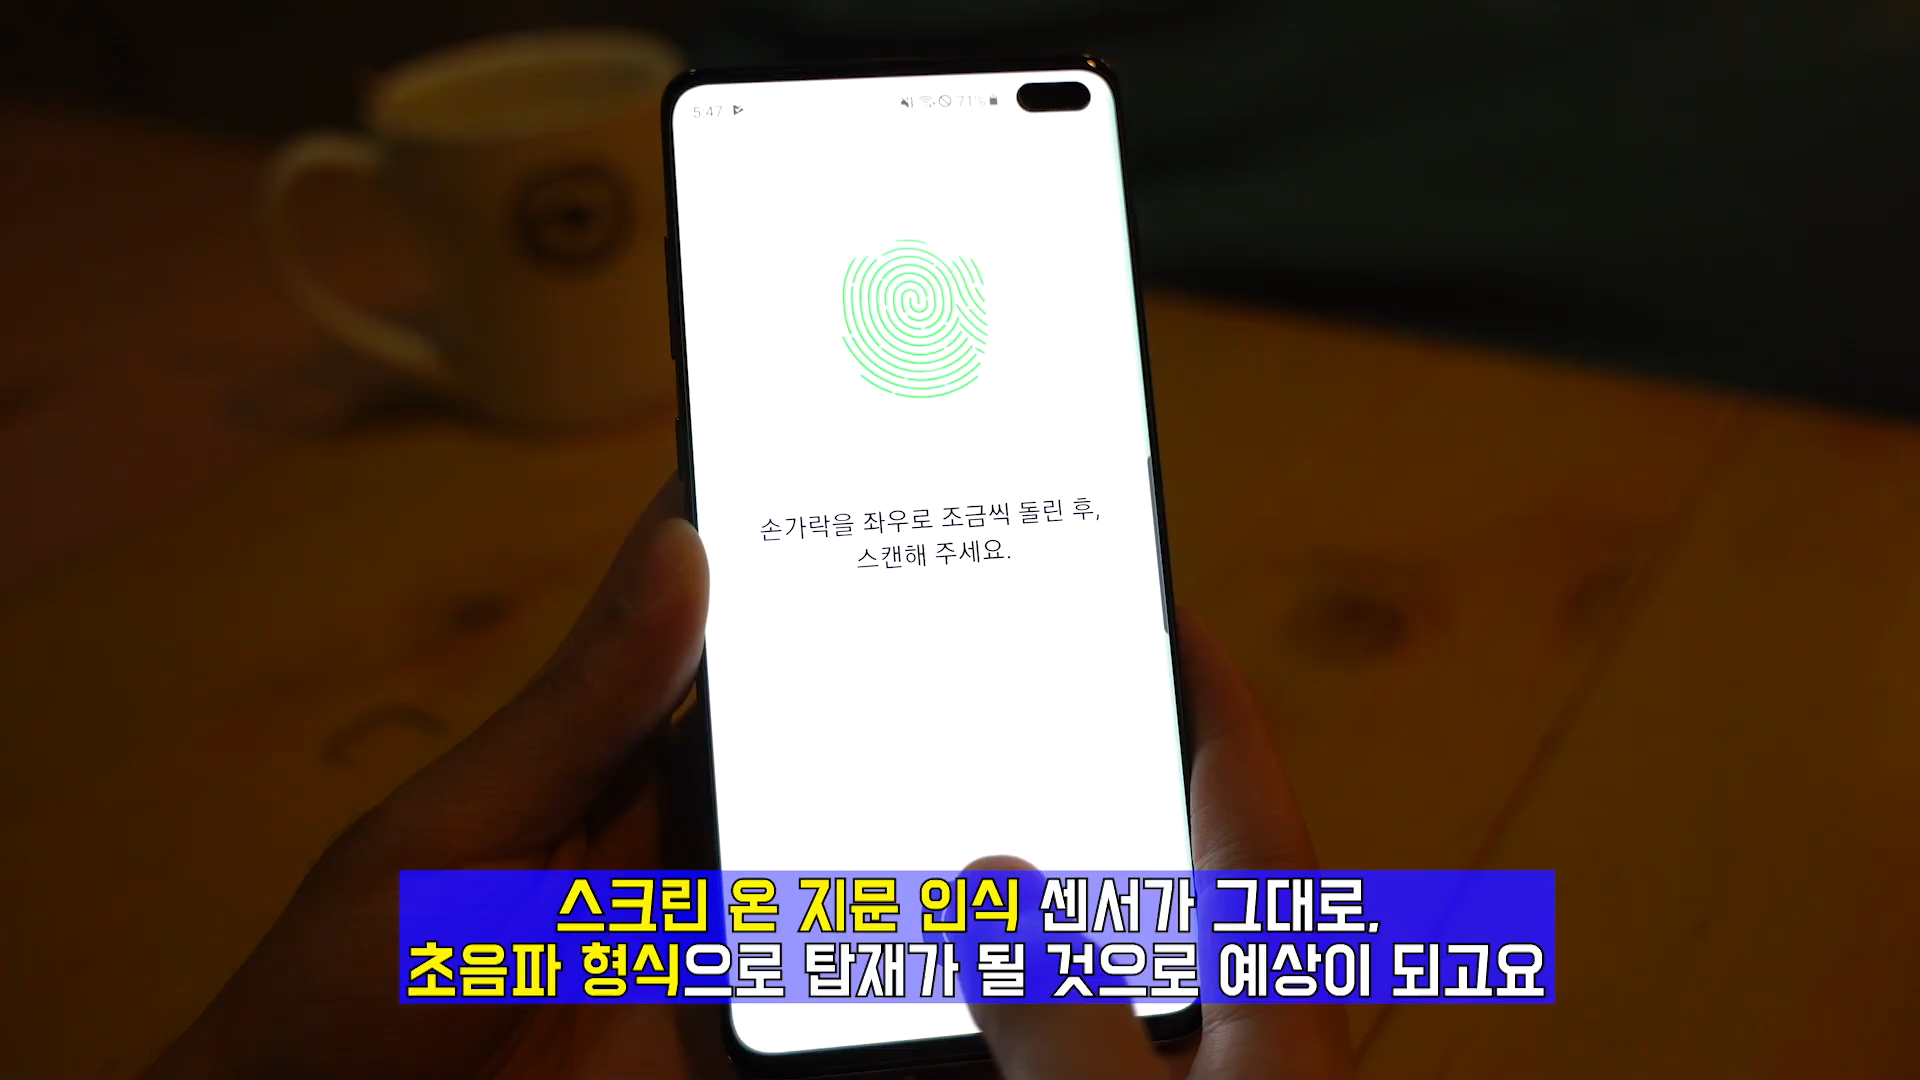 5:47
71%
손가락을 좌우로 조금씩 돌린 후,
스캔해 주세요.
스크린 온 지문 인식 센서가 그대로,
초음파 형식으로 탑재가 될 것으로 예상이 되고요